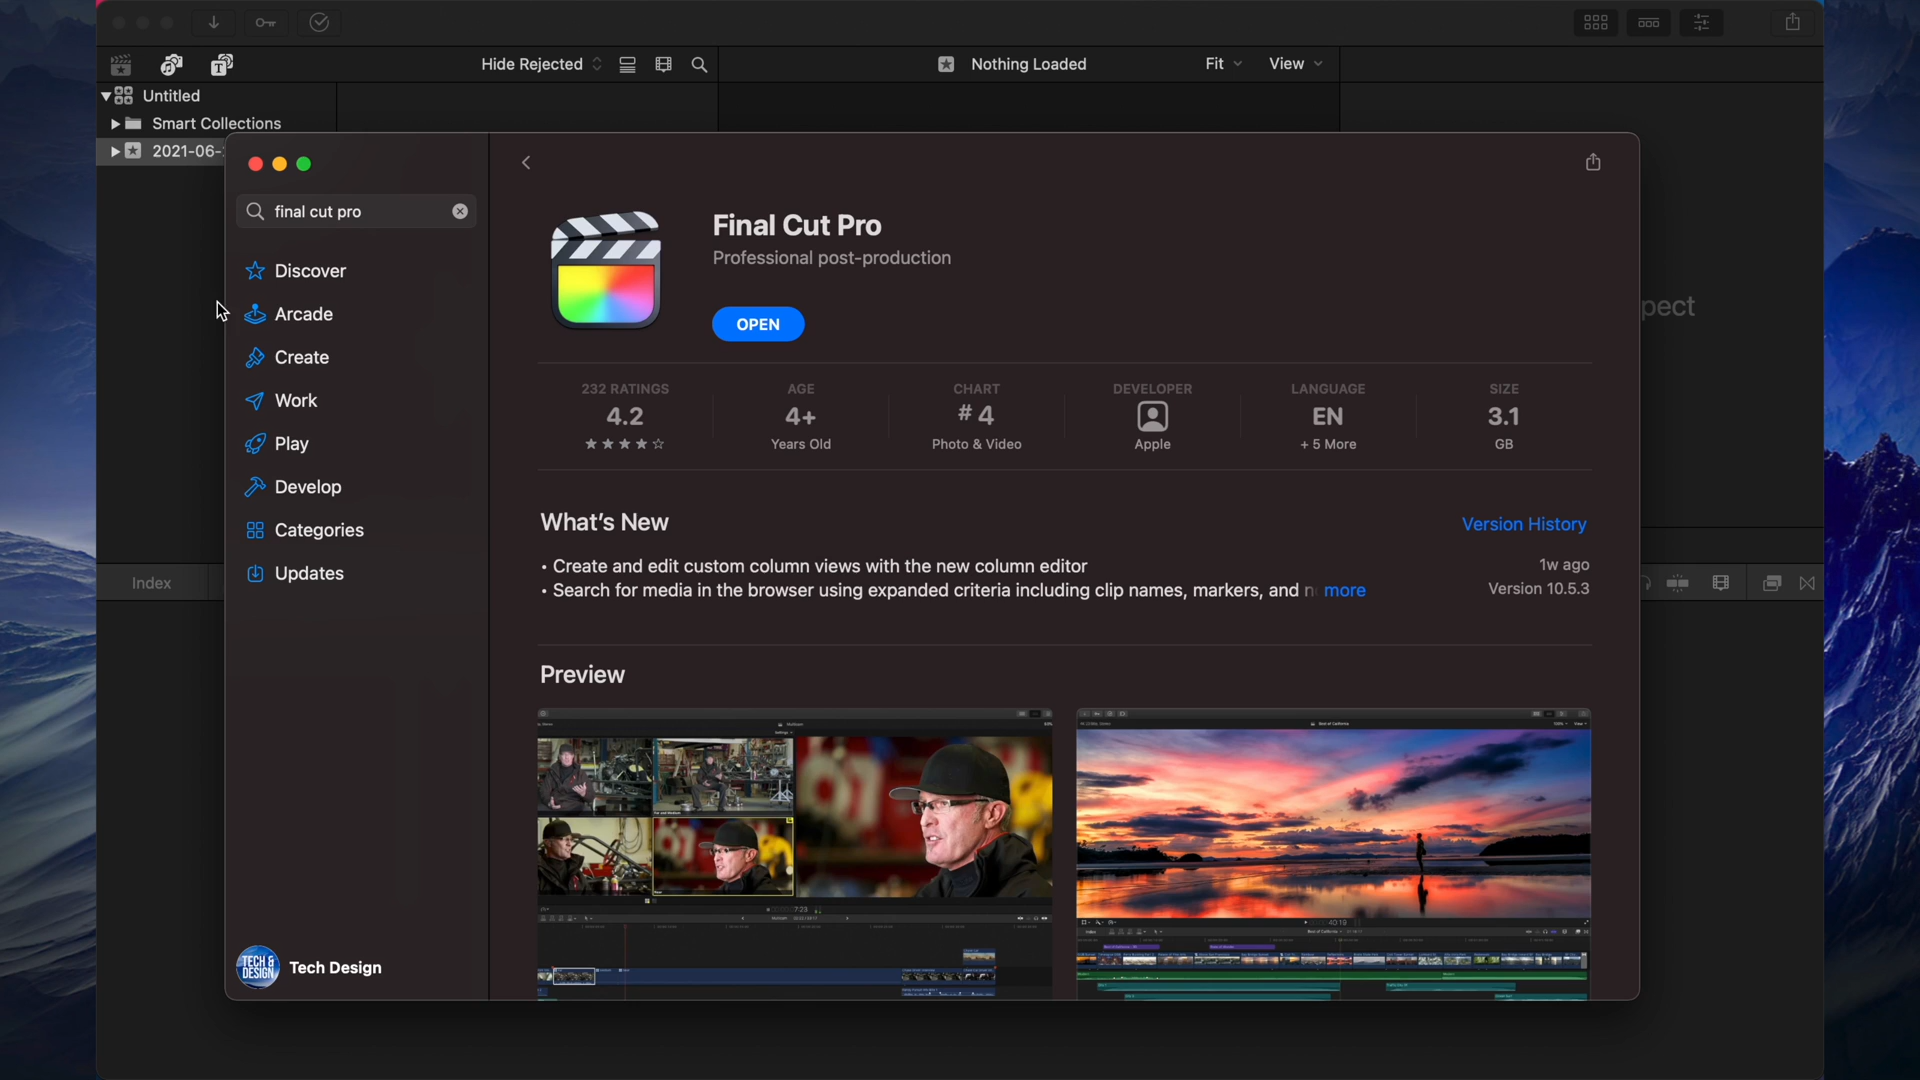 Hide Rejected
Nothing Loaded
Fit
View
Untitled
Smart Collections
2021-06-
final cut pro
Discover
Arcade
Create
Work
Play
Develop
Categories
Updates
TECH &
DESIGN
Tech Design
Final Cut Pro
Professional post-production
OPEN
pect
232 RATINGS
4.2
AGE
4+
Years Old
CHART
#4
Photo & Video
DEVELOPER
Apple
LANGUAGE
EN
+ 5 More
SIZE
3.1
GB
What's New
Version History
• Create and edit custom column views with the new column editor
1w ago
• Search for media in the browser using expanded criteria including clip names, markers, and more
Version 10.5.3
Index
Preview